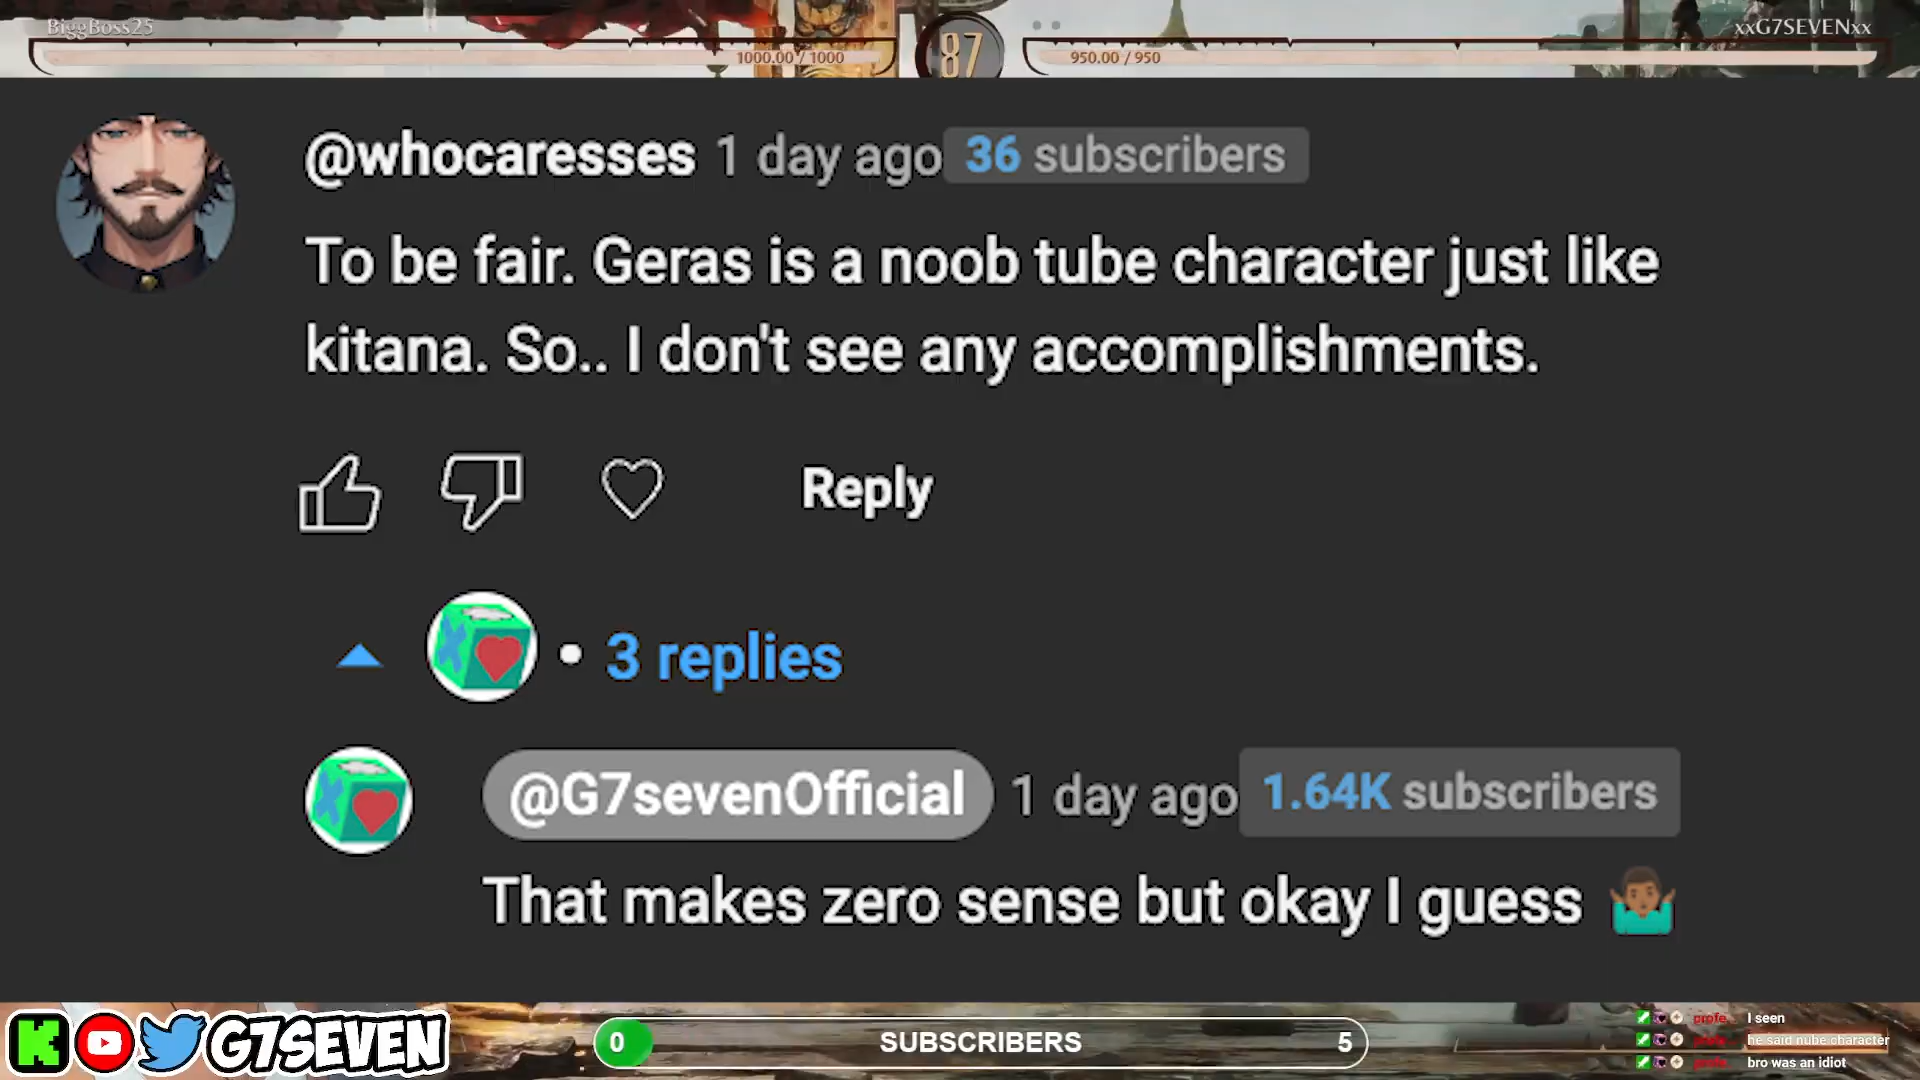 BiggBoss25
1000.00 / 1000
87
950.00 / 950
xxG7SEVENxx
@whocaresses 1 day ago 36 subscribers
To be fair. Geras is a noob tube character just like
kitana. So.. I don't see any accomplishments.
Reply
3 replies
@G7sevenOfficial 1 day ago 1.64K subscribers
That makes zero sense but okay I guess 🤷🏾‍♂️
G7SEVEN
0 SUBSCRIBERS 5
I seen
he said nube character
bro was an idiot